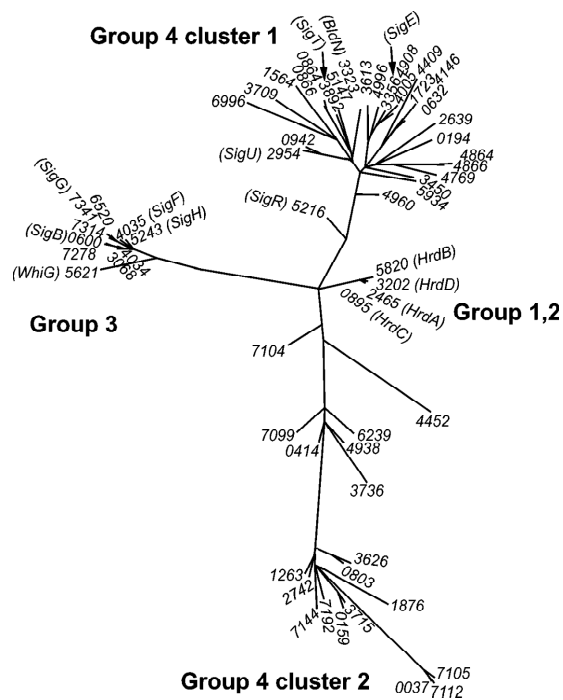 Group 4 cluster 1
(SigT)
(BldN)
(SigE)
1564
0864
0866
3892
5147
3323
3613
4996
3356
4908
4005
4409
1723
4146
0632
3709
6996
2639
0942
0194
(SigU) 2954
4864
4866
4769
3450
5934
4960
(SigR) 5216
(SigG) 7341
6520
7314
4035 (SigF)
5243 (SigH)
(SigB)0600
7278
4034
3068
(WhiG) 5621
Group 3
5820 (HrdB)
3202 (HrdD)
2465 (HrdA)
0895 (HrdC)
Group 1,2
7104
4452
7099
6239
0414
4938
3736
3626
1263
0803
2742
1876
7144
7192
0159
3715
7105
0037
7112
Group 4 cluster 2